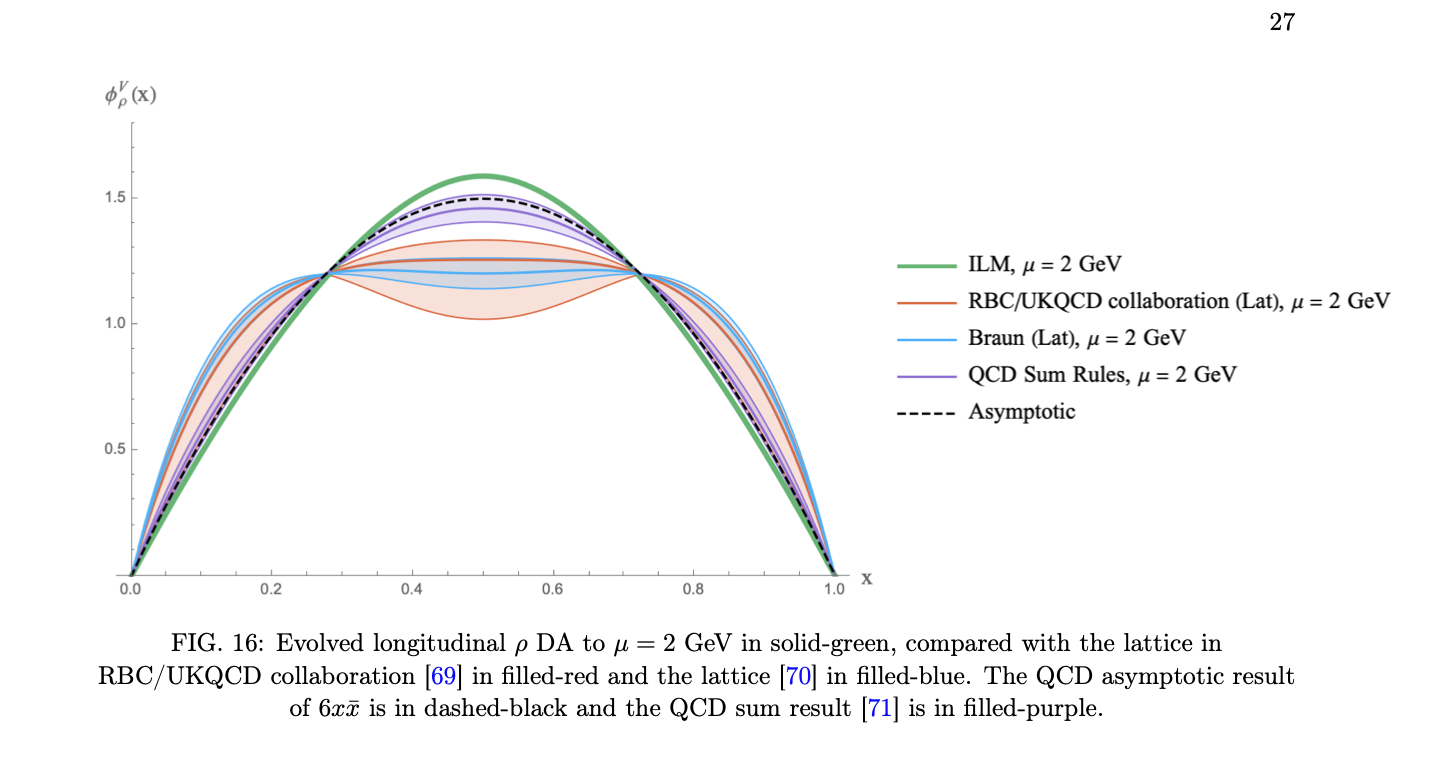 27
ϕ_ρ^V(x)
1.5
1.0
0.5
0.0 0.2 0.4 0.6 0.8 1.0 x
ILM, μ = 2 GeV
RBC/UKQCD collaboration (Lat), μ = 2 GeV
Braun (Lat), μ = 2 GeV
QCD Sum Rules, μ = 2 GeV
Asymptotic
FIG. 16: Evolved longitudinal ρ DA to μ = 2 GeV in solid-green, compared with the lattice in
RBC/UKQCD collaboration [69] in filled-red and the lattice [70] in filled-blue. The QCD asymptotic result
of 6xx̄ is in dashed-black and the QCD sum result [71] is in filled-purple.